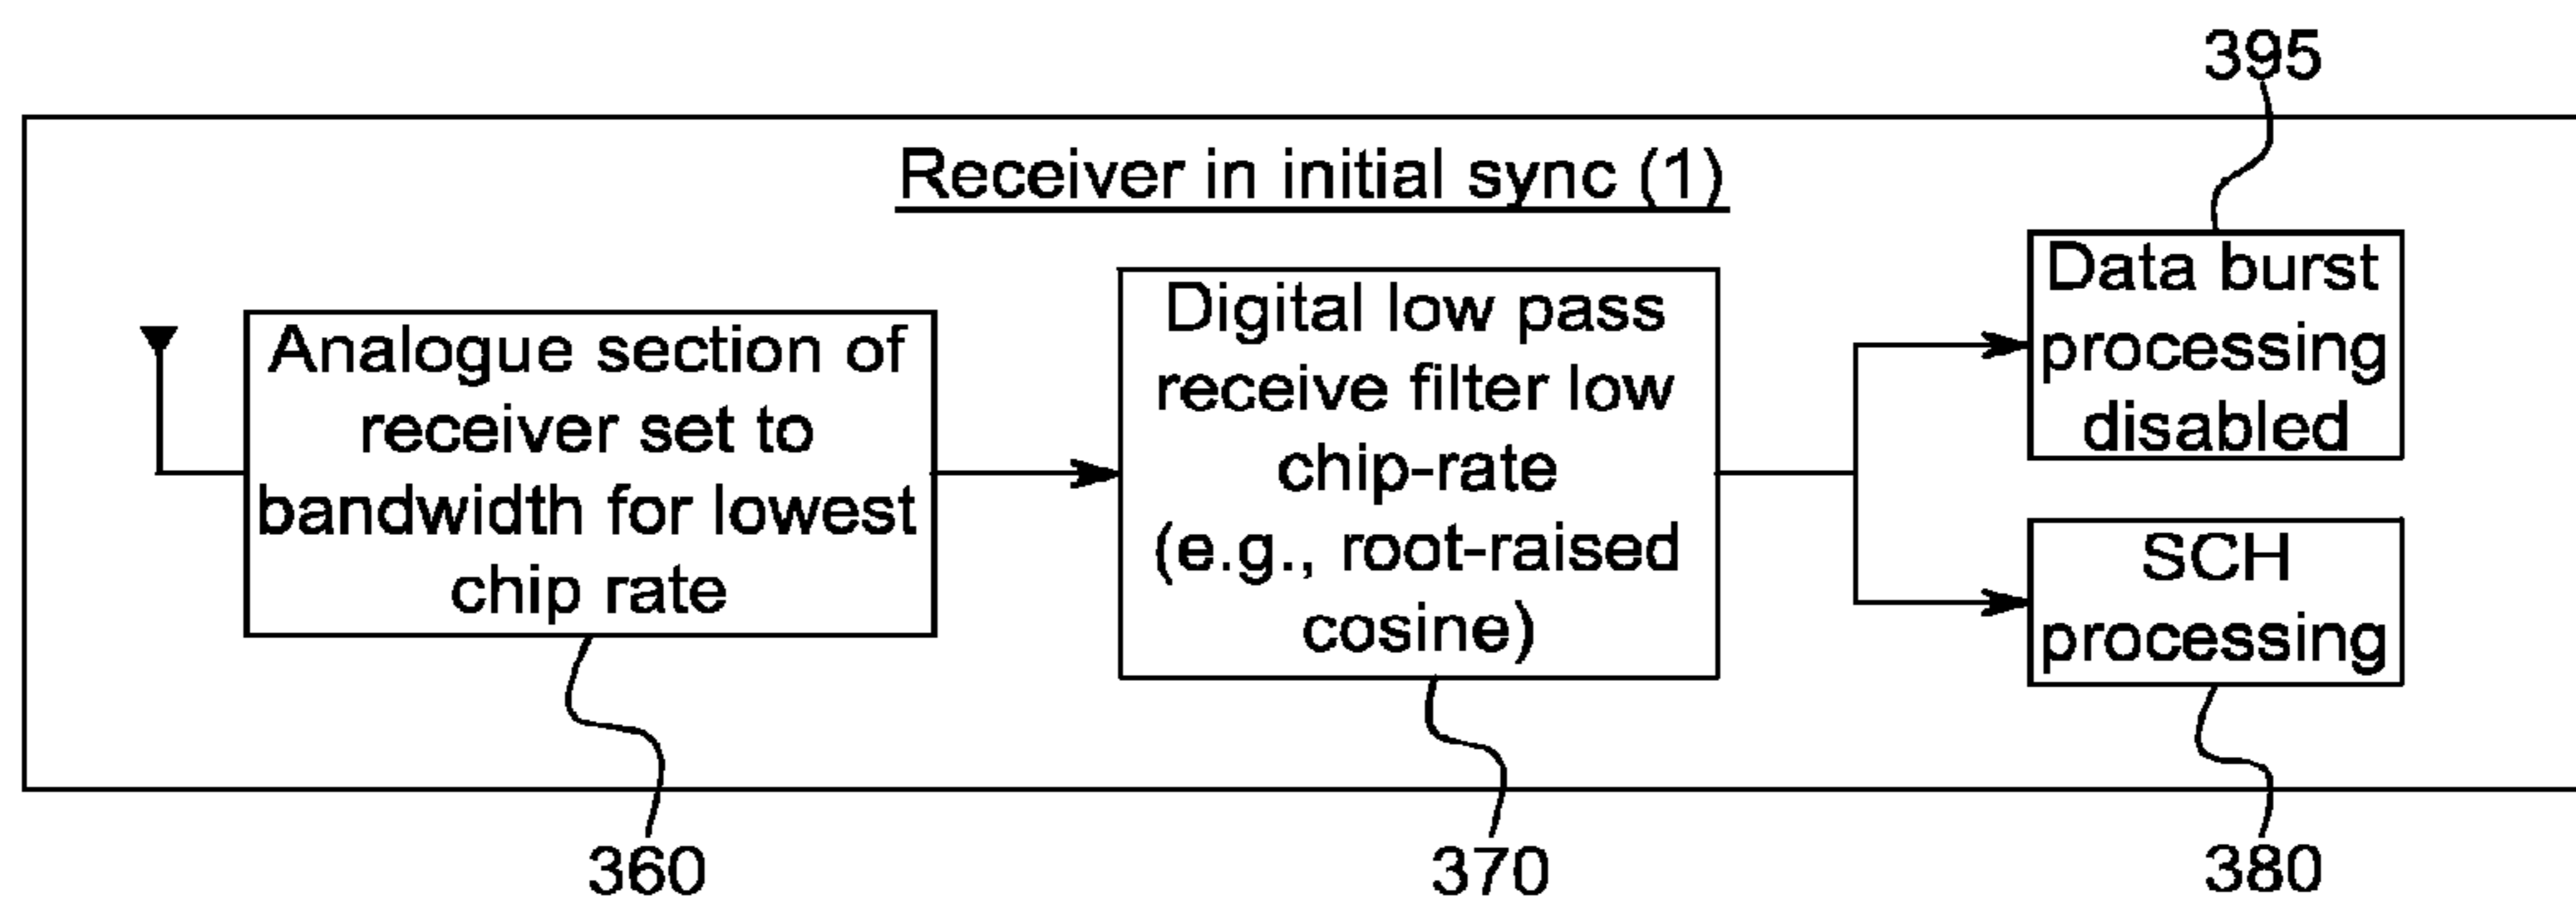 395
Receiver in initial sync (1)
Analogue section of
receiver set to
bandwidth for lowest
chip rate
Digital low pass
receive filter low
chip-rate
(e.g., root-raised
cosine)
Data burst
processing
disabled
SCH
processing
360
370
380